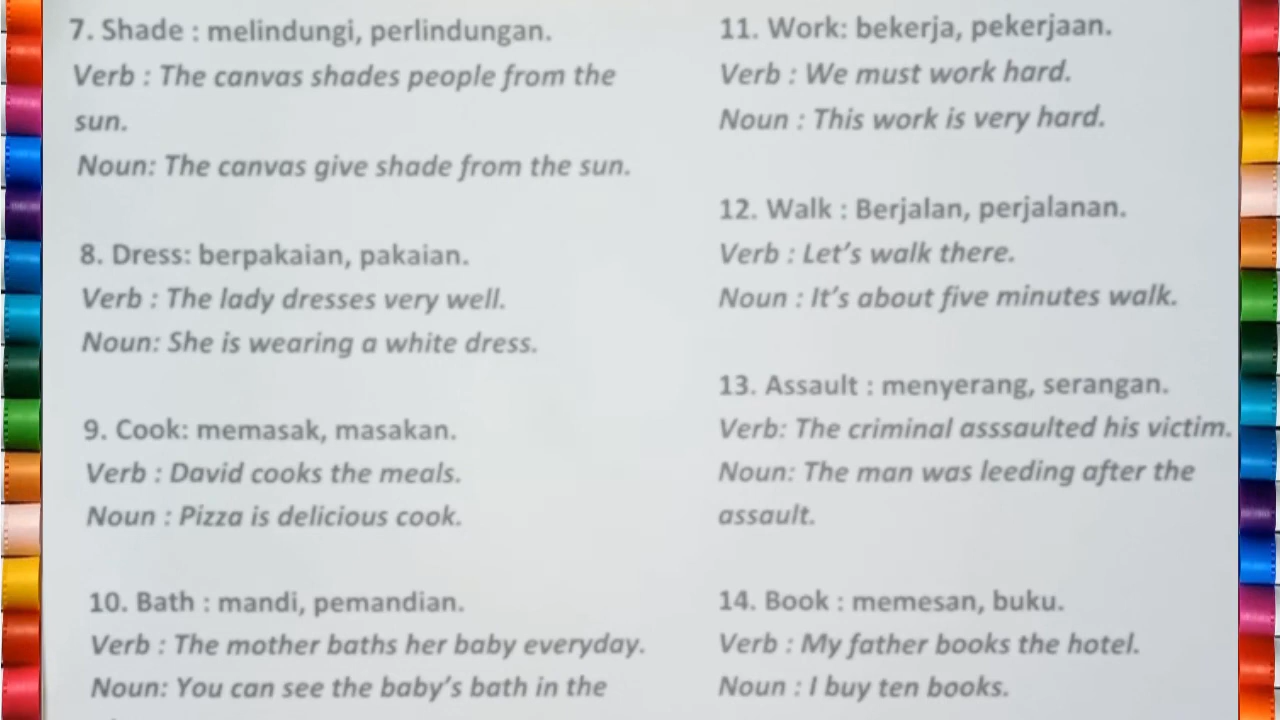 7. Shade : melindungi, perlindungan.
Verb : The canvas shades people from the
sun.
Noun: The canvas give shade from the sun.
8. Dress: berpakaian, pakaian.
Verb : The lady dresses very well.
Noun: She is wearing a white dress.
9. Cook: memasak, masakan.
Verb : David cooks the meals.
Noun : Pizza is delicious cook.
10. Bath : mandi, pemandian.
Verb : The mother baths her baby everyday.
Noun: You can see the baby's bath in the
11. Work: bekerja, pekerjaan.
Verb : We must work hard.
Noun : This work is very hard.
12. Walk : Berjalan, perjalanan.
Verb : Let's walk there.
Noun : It's about five minutes walk.
13. Assault : menyerang, serangan.
Verb: The criminal asssaulted his victim.
Noun: The man was leeding after the
assault.
14. Book : memesan, buku.
Verb : My father books the hotel.
Noun : I buy ten books.